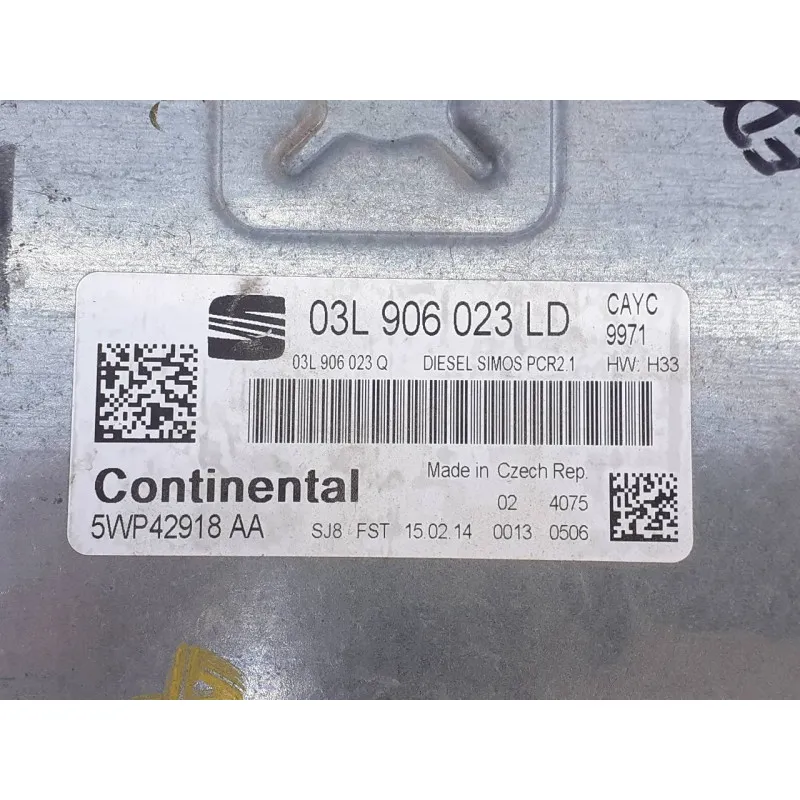 03L 906 023 LD CAYC
9971
03L 906 023 Q DIESEL SIMOS PCR2.1 HW: H33
Continental Made in Czech Rep.
02 4075
5WP42918 AA SJ8 FST 15.02.14 0013 0506